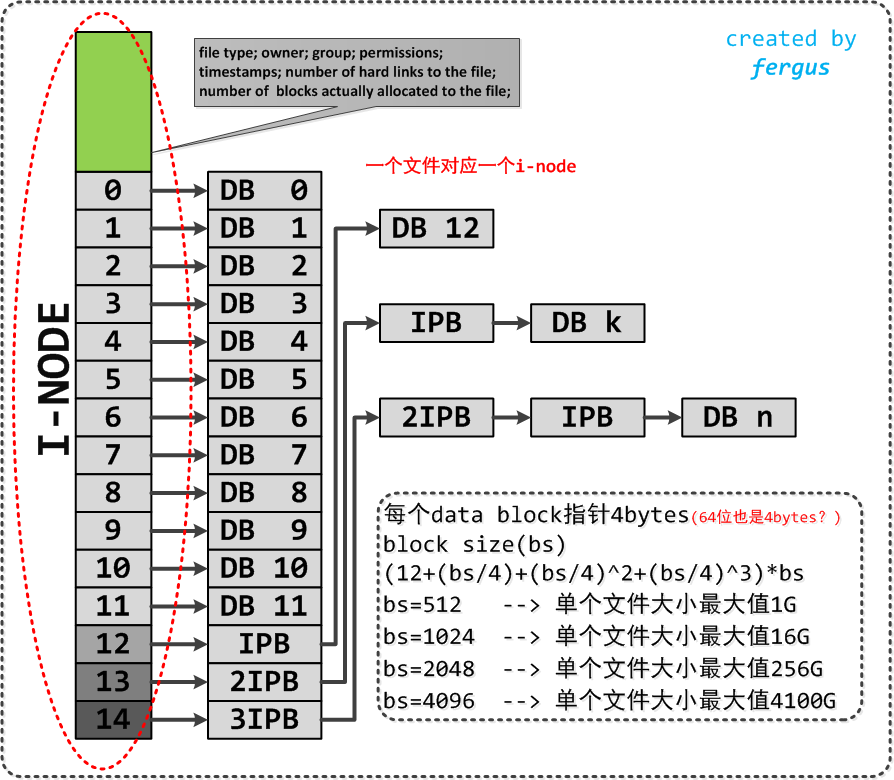 created by
fergus
file type; owner; group; permissions;
timestamps; number of hard links to the file;
number of blocks actually allocated to the file;
一个文件对应一个i-node
I-NODE
0 DB 0
1 DB 1 DB 12
2 DB 2
3 DB 3 IPB DB k
4 DB 4
5 DB 5
6 DB 6 2IPB IPB DB n
7 DB 7
8 DB 8
9 DB 9
10 DB 10
11 DB 11
12 IPB
13 2IPB
14 3IPB
每个data block指针4bytes(64位也是4bytes？)
block size(bs)
(12+(bs/4)+(bs/4)^2+(bs/4)^3)*bs
bs=512 --> 单个文件大小最大值1G
bs=1024 --> 单个文件大小最大值16G
bs=2048 --> 单个文件大小最大值256G
bs=4096 --> 单个文件大小最大值4100G